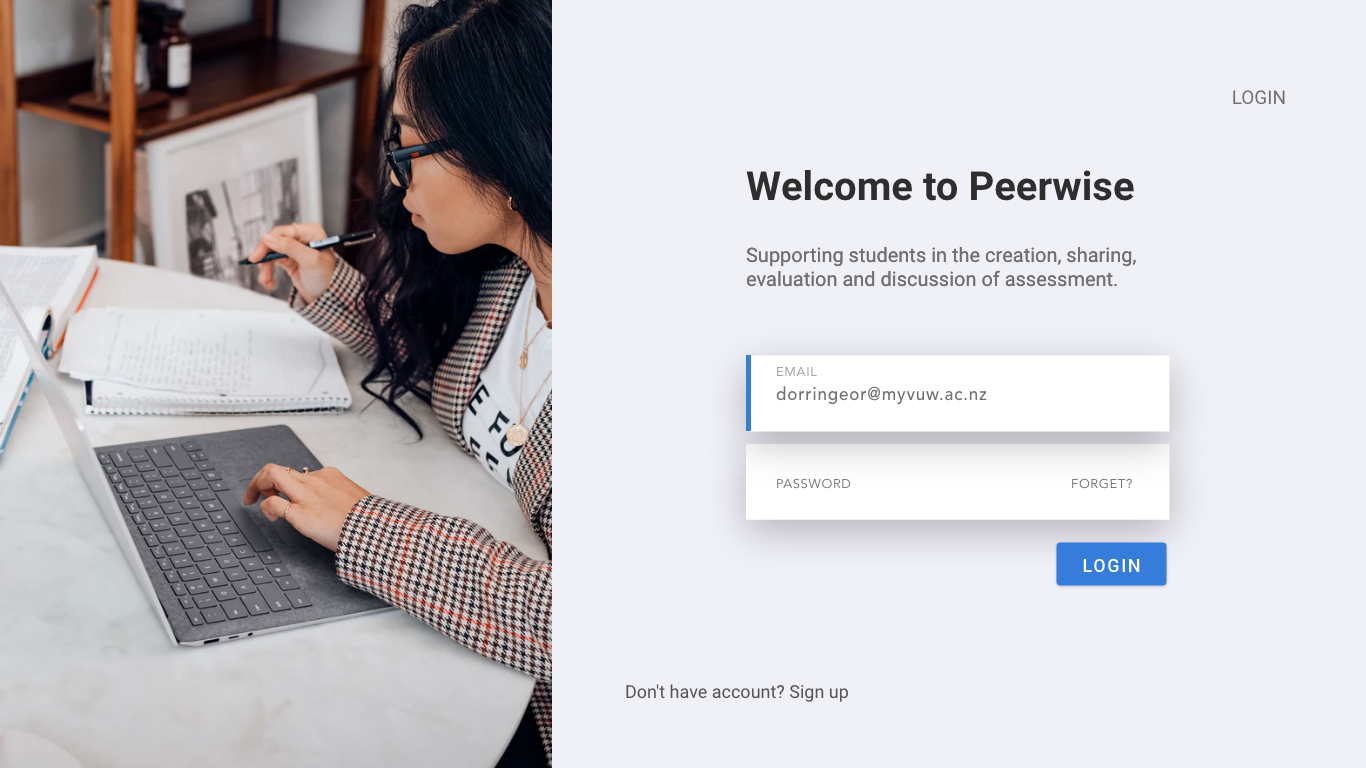 LOGIN
Welcome to Peerwise
Supporting students in the creation, sharing,
evaluation and discussion of assessment.
EMAIL
dorringeor@myvuw.ac.nz
PASSWORD FORGET?
LOGIN
Don't have account? Sign up